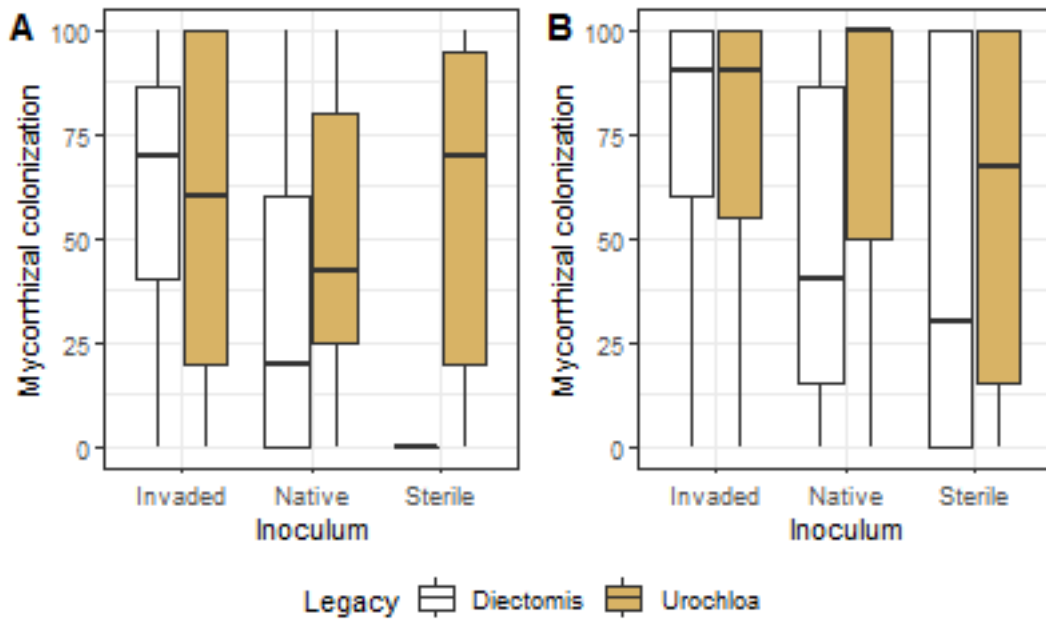 A
Mycorrhizal colonization
100
75
50
25
0
Invaded Native Sterile
Inoculum
B
Mycorrhizal colonization
100
75
50
25
0
Invaded Native Sterile
Inoculum
Legacy Diectomis Urochloa